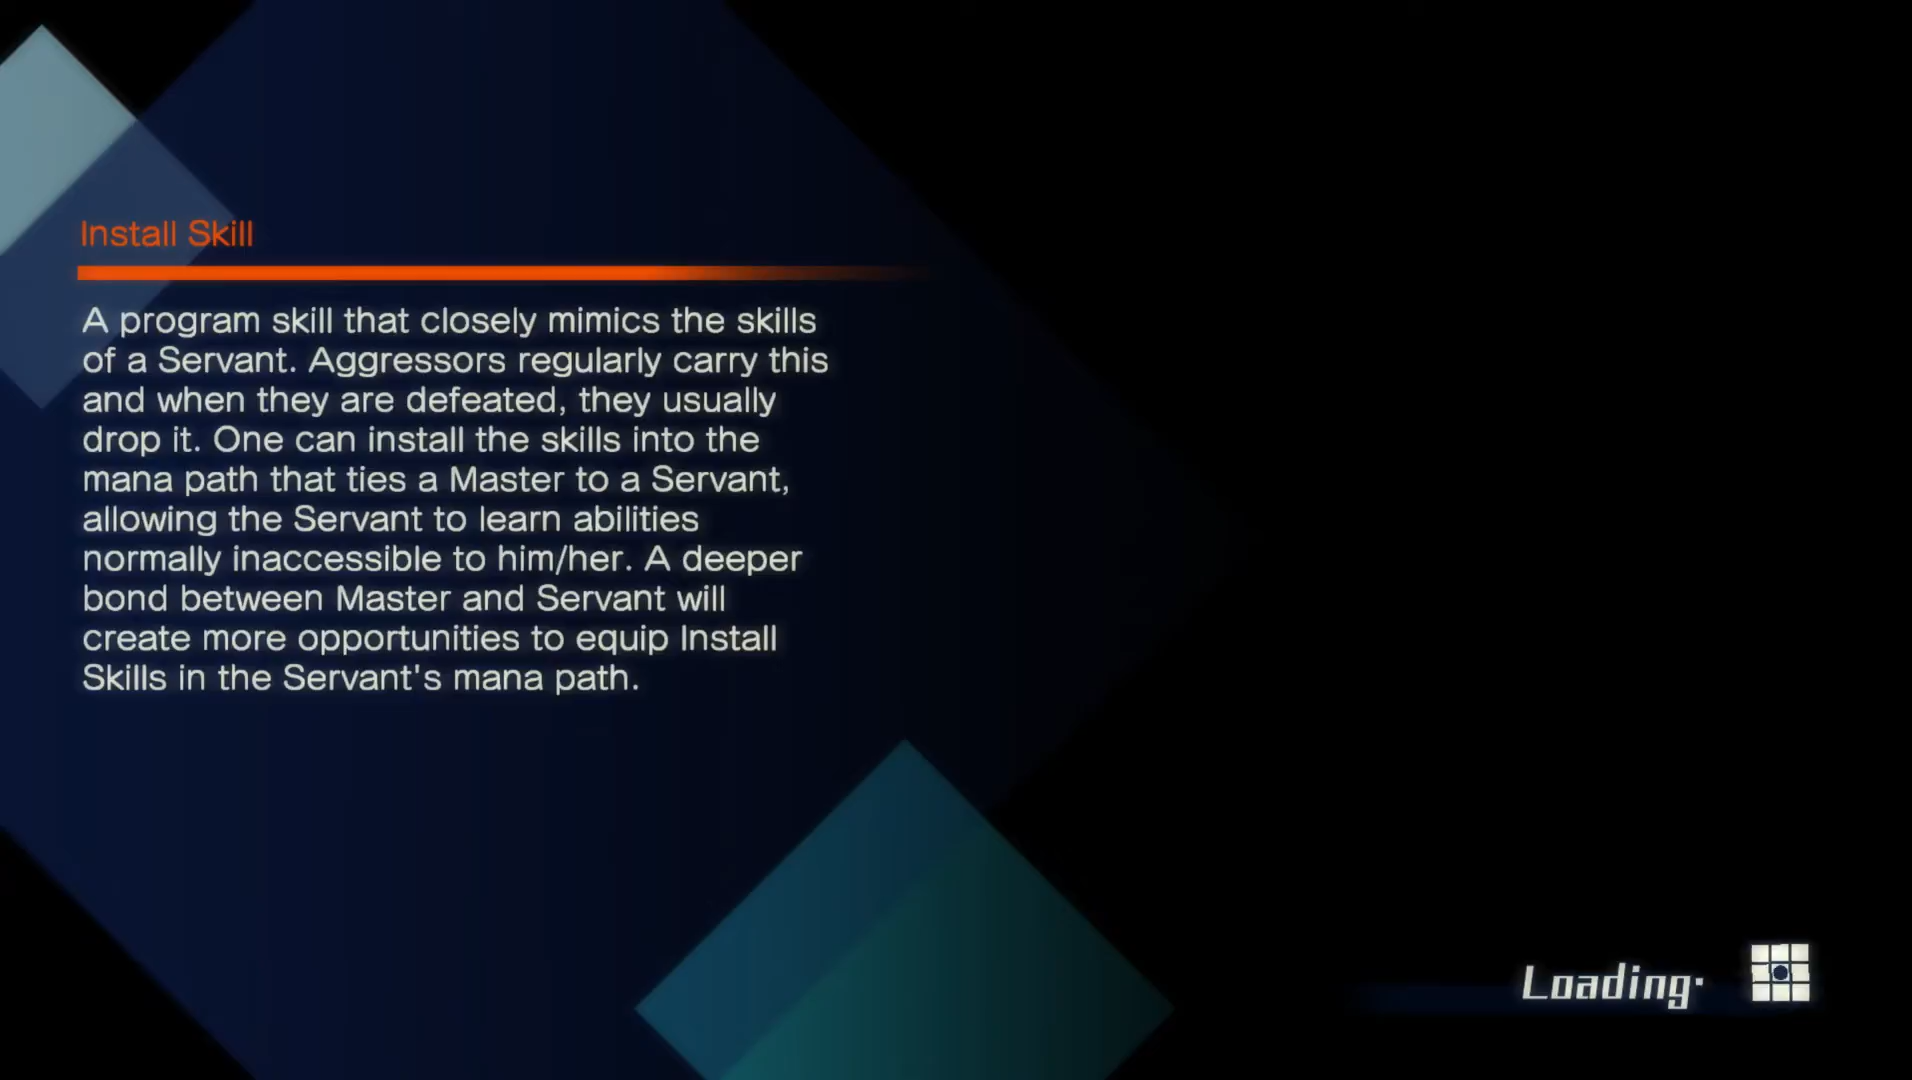 Install Skill
A program skill that closely mimics the skills
of a Servant. Aggressors regularly carry this
and when they are defeated, they usually
drop it. One can install the skills into the
mana path that ties a Master to a Servant,
allowing the Servant to learn abilities
normally inaccessible to him/her. A deeper
bond between Master and Servant will
create more opportunities to equip Install
Skills in the Servant's mana path.
Loading·